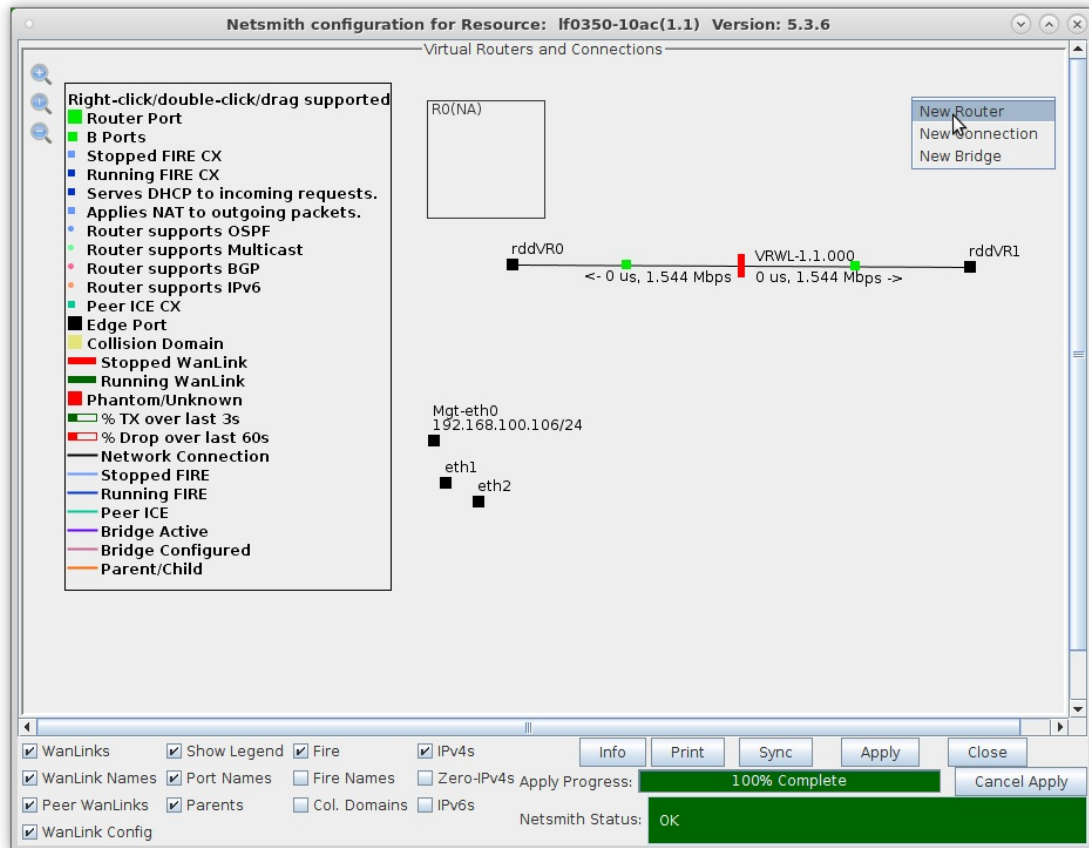 Netsmith configuration for Resource: lf0350-10ac(1.1) Version: 5.3.6
Virtual Routers and Connections
Right-click/double-click/drag supported
Router Port
B Ports
Stopped FIRE CX
Running FIRE CX
Serves DHCP to incoming requests.
Applies NAT to outgoing packets.
Router supports OSPF
Router supports Multicast
Router supports BGP
Router supports IPv6
Peer ICE CX
Edge Port
Collision Domain
Stopped WanLink
Running WanLink
Phantom/Unknown
% TX over last 3s
% Drop over last 60s
Network Connection
Stopped FIRE
Running FIRE
Peer ICE
Bridge Active
Bridge Configured
Parent/Child
R0(NA)
New Router
New Connection
New Bridge
rddVR0
VRWL-1.1.000
rddVR1
<- 0 us, 1.544 Mbps
0 us, 1.544 Mbps ->
Mgt-eth0
192.168.100.106/24
eth1
eth2
WanLinks
Show Legend
Fire
IPv4s
Info
Print
Sync
Apply
Close
WanLink Names
Port Names
Fire Names
Zero-IPv4s
Apply Progress:
100% Complete
Cancel Apply
Peer WanLinks
Parents
Col. Domains
IPv6s
Netsmith Status:
OK
WanLink Config